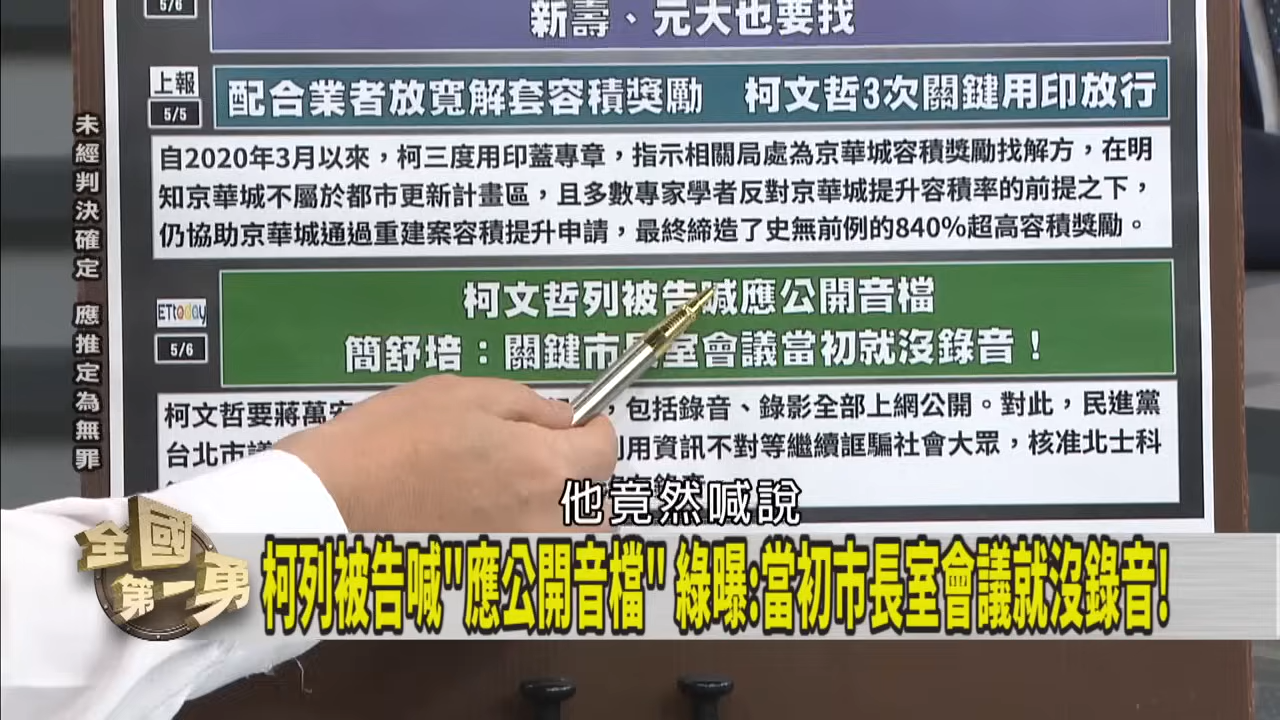 5/6
新壽、元大也要找
上報
5/5
配合業者放寬解套容積獎勵 柯文哲3次關鍵用印放行
自2020年3月以來，柯三度用印蓋專章，指示相關局處為京華城容積獎勵找解方，在明
知京華城不屬於都市更新計畫區，且多數專家學者反對京華城提升容積率的前提之下，
仍協助京華城通過重建案容積提升申請，最終締造了史無前例的840%超高容積獎勵。
ETtoday
5/6
柯文哲列被告喊應公開音檔
簡舒培：關鍵市長室會議當初就沒錄音！
柯文哲要蔣萬安 ，包括錄音、錄影全部上網公開。對此，民進黨
台北市議 用資訊不對等繼續誆騙社會大眾，核准北士科
未經判決確定 應推定為無罪
他竟然喊說
全國第一勇
柯列被告喊"應公開音檔" 綠曝:當初市長室會議就沒錄音!